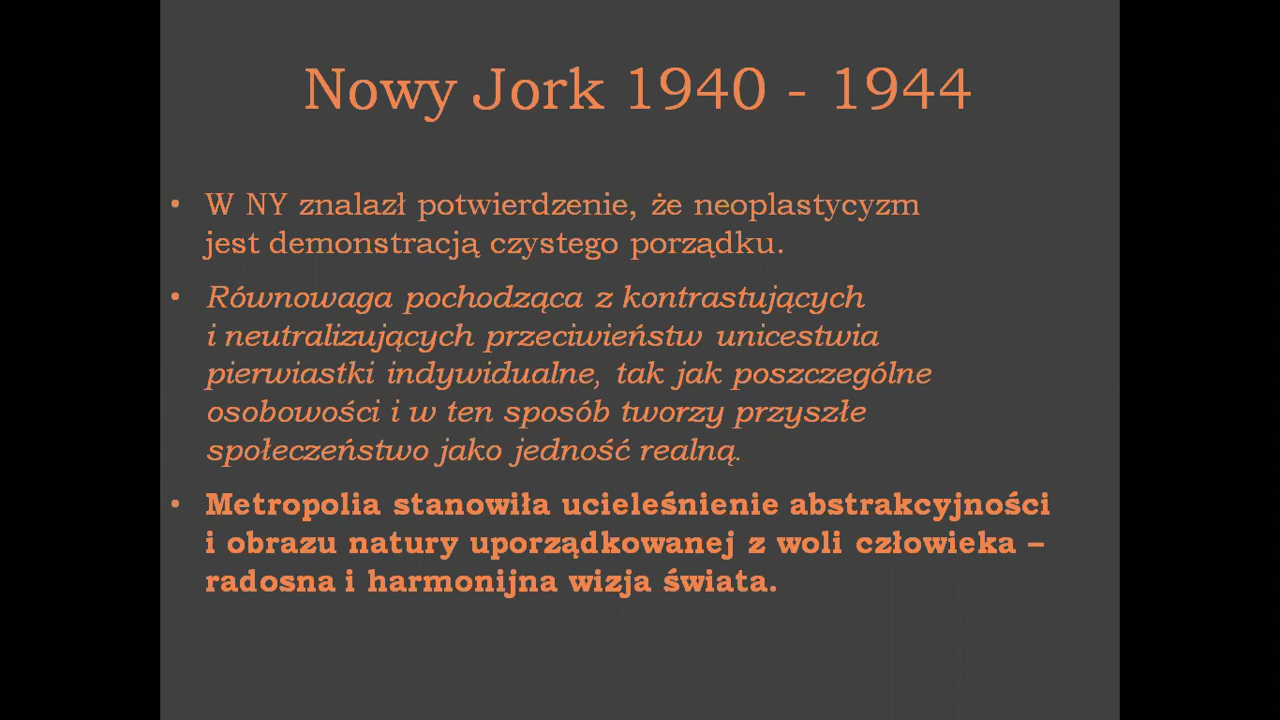 Nowy Jork 1940 - 1944
• W NY znalazł potwierdzenie, że neoplastycyzm
jest demonstracją czystego porządku.
• Równowaga pochodząca z kontrastujących
i neutralizujących przeciwieństw unicestwia
pierwiastki indywidualne, tak jak poszczególne
osobowości i w ten sposób tworzy przyszłe
społeczeństwo jako jedność realną.
• Metropolia stanowiła ucieleśnienie abstrakcyjności
i obrazu natury uporządkowanej z woli człowieka –
radosna i harmonijna wizja świata.